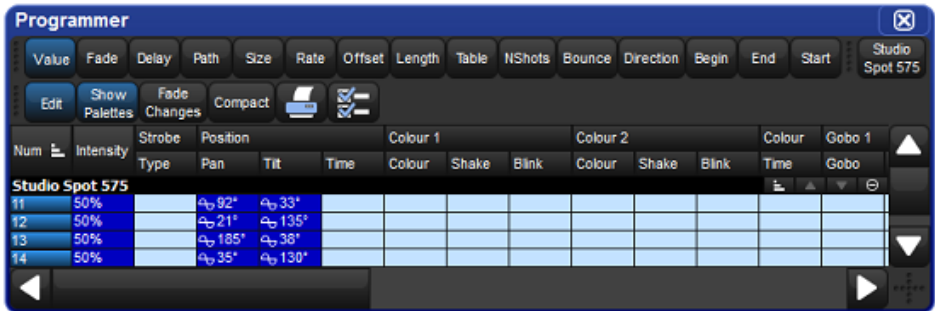 Programmer
Value Fade Delay Path Size Rate Offset Length Table NShots Bounce Direction Begin End Start Studio Spot 575
Edit Show Palettes Fade Changes Compact
Num Intensity Strobe Position Colour 1 Colour 2 Colour Gobo 1
Type Pan Tilt Time Colour Shake Blink Colour Shake Blink Time Gobo
Studio Spot 575
11 50% 92° 33°
12 50% 21° 135°
13 50% 185° 38°
14 50% 35° 130°